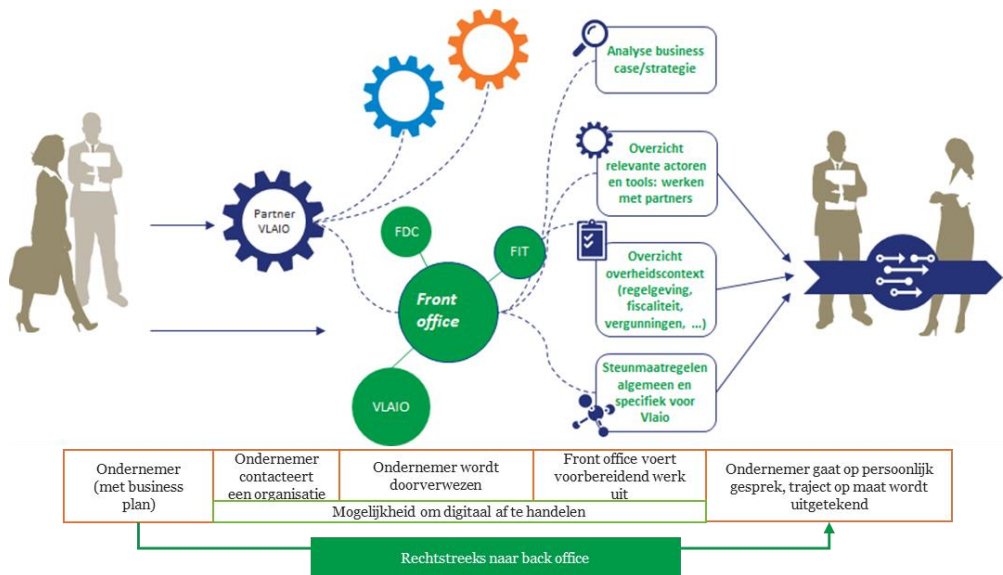 Analyse business
case/strategie
Overzicht
relevante actoren
en tools: werken
met partners
Partner
VLAIO
FDC
FIT
Front
office
VLAIO
Overzicht
overheidscontext
(regelgeving,
fiscaliteit,
vergunningen, ...)
Steunmaatregelen
algemeen en
specifiek voor
Vlaio
Ondernemer
(met business
plan)
Ondernemer
contacteert
een organisatie
Ondernemer wordt
doorverwezen
Front office voert
voorbereidend werk
uit
Ondernemer gaat op persoonlijk
gesprek, traject op maat wordt
uitgetekend
Mogelijkheid om digitaal af te handelen
Rechtstreeks naar back office